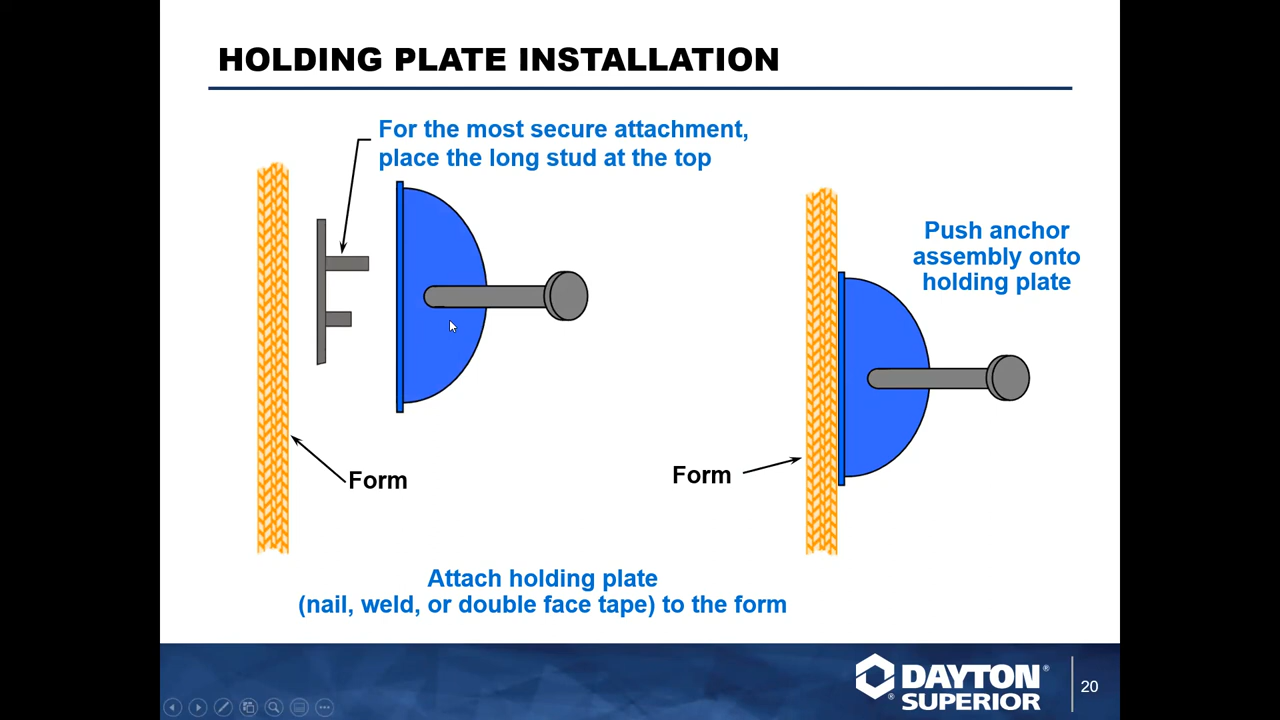 HOLDING PLATE INSTALLATION
For the most secure attachment,
place the long stud at the top
Push anchor
assembly onto
holding plate
Form
Form
Attach holding plate
(nail, weld, or double face tape) to the form
DAYTON®
®SUPERIOR
20